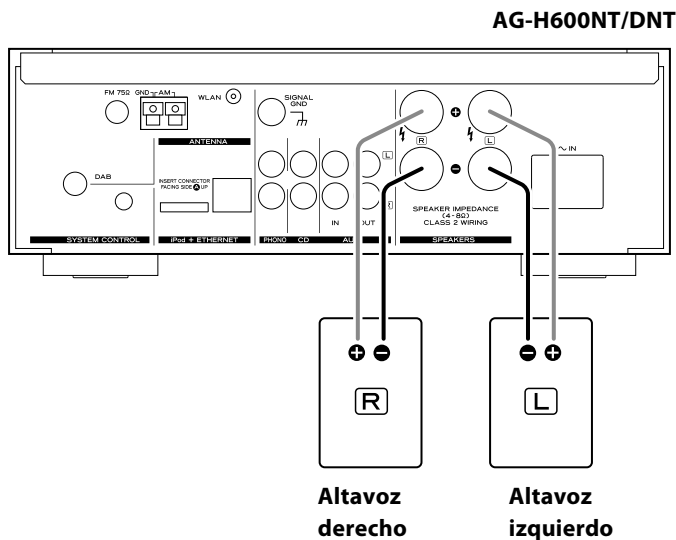 AG-H600NT/DNT
FM 75Ω GND AM
WLAN
SIGNAL
GND
ANTENNA
DAB
INSERT CONNECTOR
FACING SIDE A UP
R
L
+
-
L
R
IN
IN
OUT
SPEAKER IMPEDANCE
(4-8Ω)
CLASS 2 WIRING
SYSTEM CONTROL
iPod + ETHERNET
PHONO
CD
SPEAKERS
+ -
R
- +
L
Altavoz
derecho
Altavoz
izquierdo